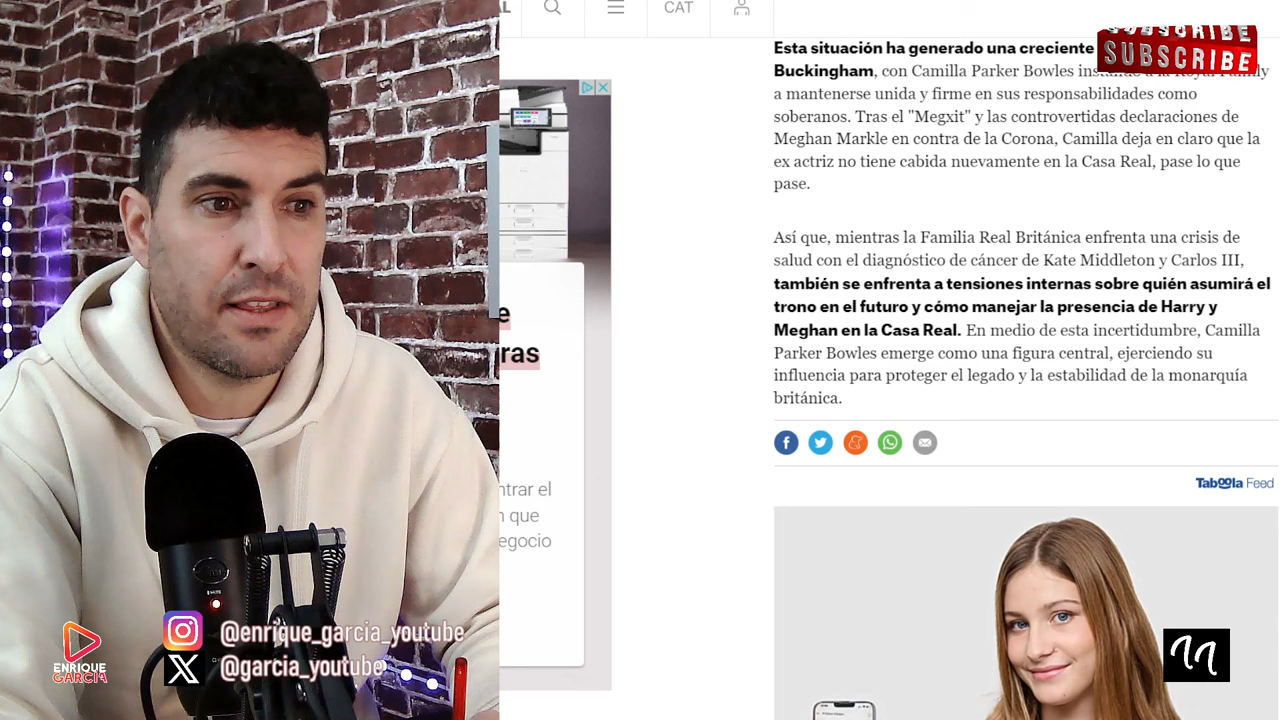 AL
CAT
SUBSCRIBE
SUBSCRIBE
Esta situación ha generado una creciente
Buckingham, con Camilla Parker Bowles instando a la Royal Family
a mantenerse unida y firme en sus responsabilidades como
soberanos. Tras el "Megxit" y las controvertidas declaraciones de
Meghan Markle en contra de la Corona, Camilla deja en claro que la
ex actriz no tiene cabida nuevamente en la Casa Real, pase lo que
pase.
Así que, mientras la Familia Real Británica enfrenta una crisis de
salud con el diagnóstico de cáncer de Kate Middleton y Carlos III,
también se enfrenta a tensiones internas sobre quién asumirá el
trono en el futuro y cómo manejar la presencia de Harry y
Meghan en la Casa Real. En medio de esta incertidumbre, Camilla
Parker Bowles emerge como una figura central, ejerciendo su
influencia para proteger el legado y la estabilidad de la monarquía
británica.
Taboola Feed
e
ras
ntrar el
n que
egocio
ENRIQUE
GARCIA
@enrique_garcia_youtube
@garcia_youtube